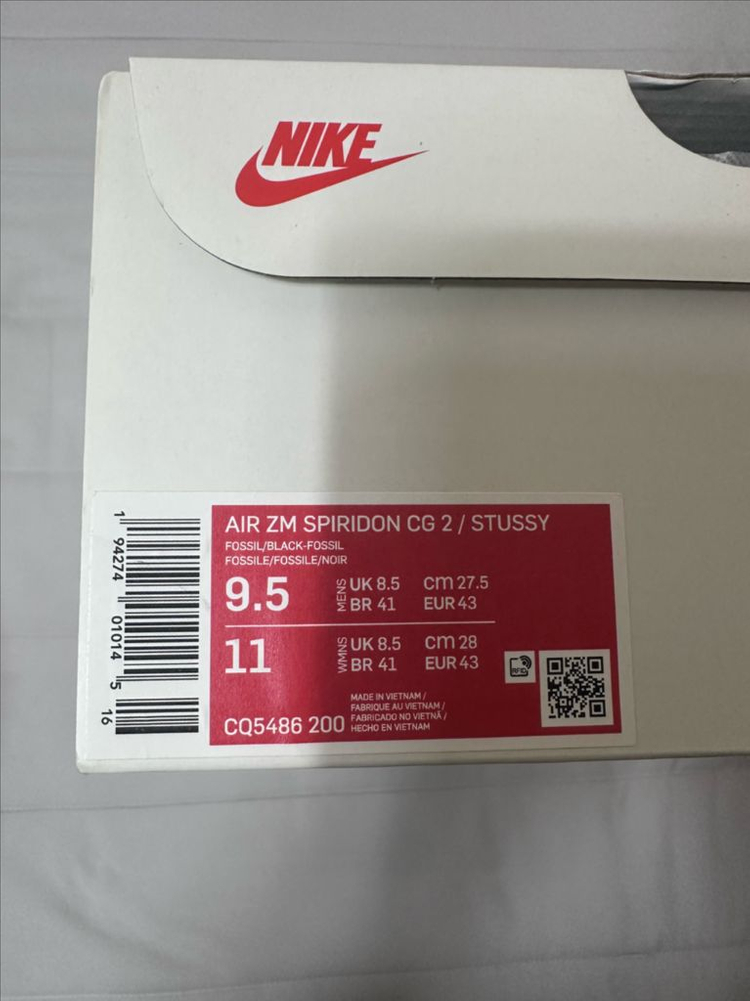 NIKE
AIR ZM SPIRIDON CG 2 / STUSSY
FOSSIL/BLACK-FOSSIL
FOSSILE/FOSSILE/NOIR
9.5 MENS UK 8.5 CM 27.5
BR 41 EUR 43
11 WMNS UK 8.5 CM 28
BR 41 EUR 43
RFID
CQ5486 200
MADE IN VIETNAM /
FABRIQUE AU VIETNAM /
FABRICADO NO VIETNÃ /
HECHO EN VIETNAM
1 94274 01014 5 16